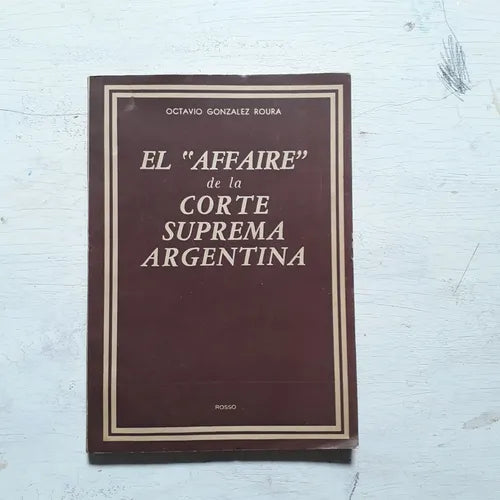 OCTAVIO GONZALEZ ROURA
EL "AFFAIRE"
de la
CORTE
SUPREMA
ARGENTINA
ROSSO